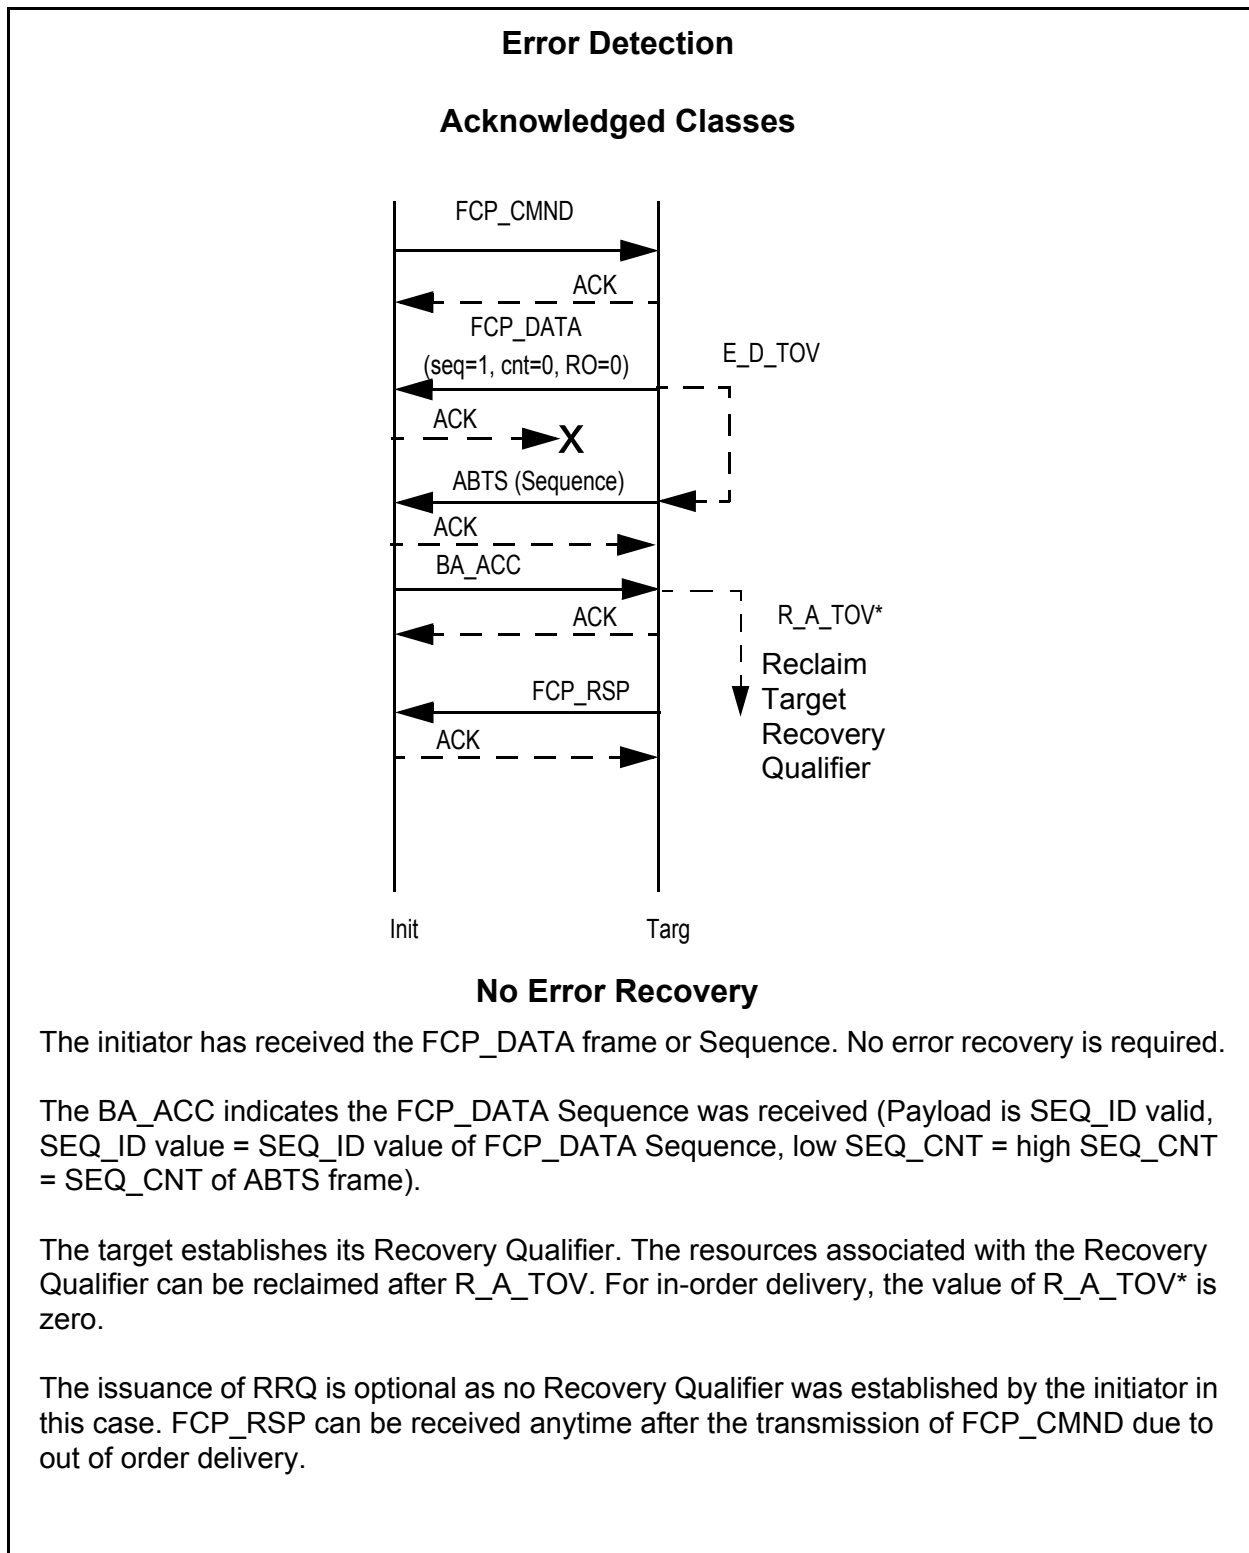 Error Detection
Acknowledged Classes
FCP_CMND
ACK
FCP_DATA
(seq=1, cnt=0, RO=0)
E_D_TOV
ACK
X
ABTS (Sequence)
ACK
BA_ACC
ACK
R_A_TOV*
Reclaim
Target
Recovery
Qualifier
FCP_RSP
ACK
Init
Targ
No Error Recovery
The initiator has received the FCP_DATA frame or Sequence. No error recovery is required.
The BA_ACC indicates the FCP_DATA Sequence was received (Payload is SEQ_ID valid,
SEQ_ID value = SEQ_ID value of FCP_DATA Sequence, low SEQ_CNT = high SEQ_CNT
= SEQ_CNT of ABTS frame).
The target establishes its Recovery Qualifier. The resources associated with the Recovery
Qualifier can be reclaimed after R_A_TOV. For in-order delivery, the value of R_A_TOV* is
zero.
The issuance of RRQ is optional as no Recovery Qualifier was established by the initiator in
this case. FCP_RSP can be received anytime after the transmission of FCP_CMND due to
out of order delivery.